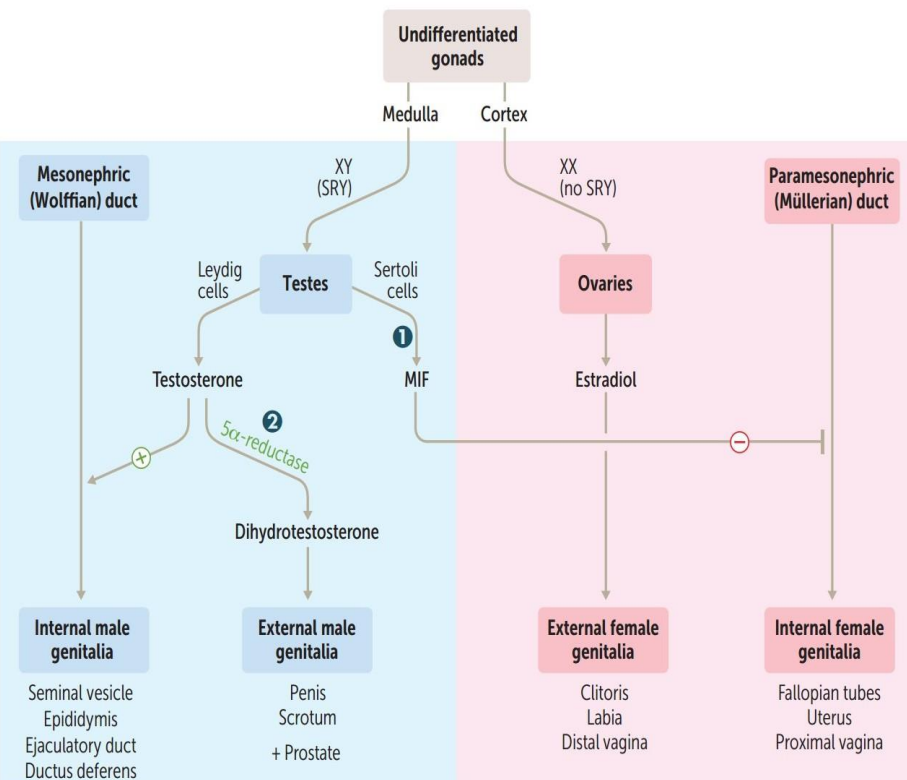 Undifferentiated
gonads
Medulla
Cortex
Mesonephric
(Wolffian) duct
XY
(SRY)
XX
(no SRY)
Paramesonephric
(Müllerian) duct
Leydig
cells
Testes
Sertoli
cells
Ovaries
1
Testosterone
MIF
Estradiol
2
5α-reductase
+
−
Dihydrotestosterone
Internal male
genitalia
External male
genitalia
External female
genitalia
Internal female
genitalia
Seminal vesicle
Epididymis
Ejaculatory duct
Ductus deferens
Penis
Scrotum
+ Prostate
Clitoris
Labia
Distal vagina
Fallopian tubes
Uterus
Proximal vagina